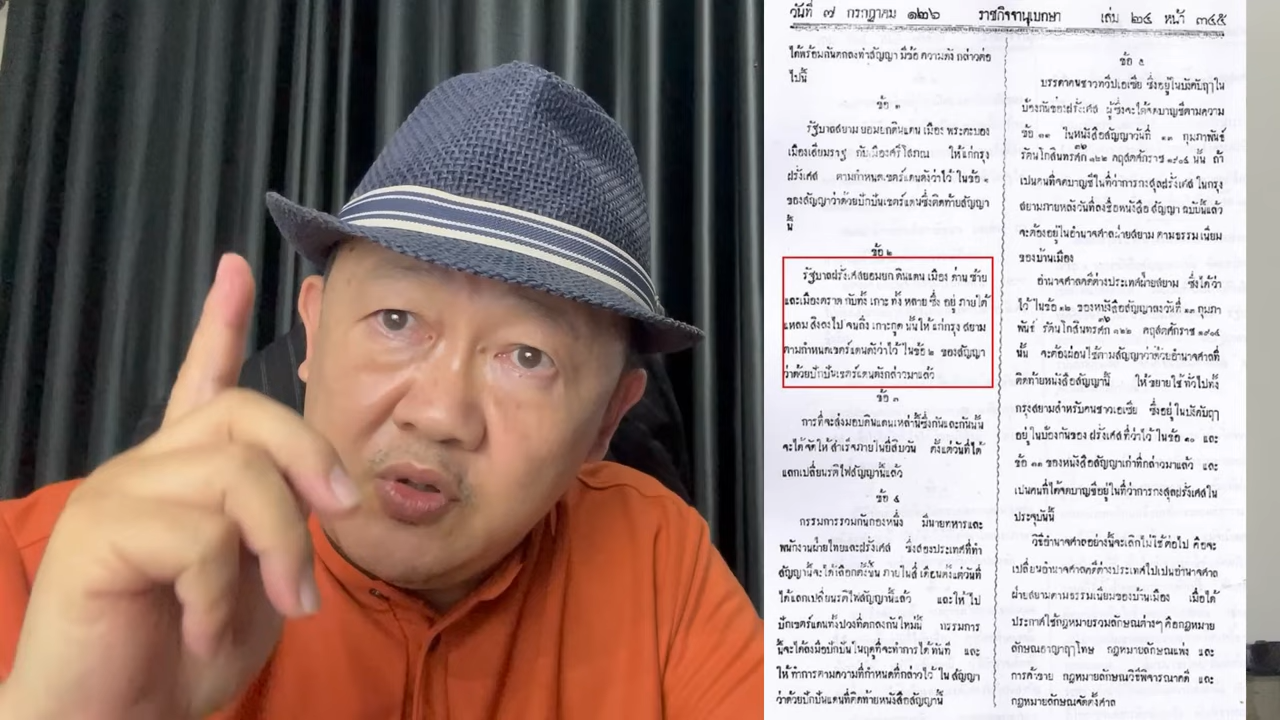 วันที่ ๗ กรกฎาคม ๑๒๖ ราชกิจจานุเบกษา เล่ม ๒๔ หน้า ๓๔๕
ได้พร้อมกันตกลงทำสัญญา มีข้อ ความดัง กล่าวต่อ
ไปนี้
ข้อ ๑
รัฐบาลสยาม ยอมยกดินแดน เมือง พระตะบอง
เมืองเสียมราฐ กับเมืองศรีโสภณ ให้แก่กรุง
ฝรั่งเศส ตามกำหนดเขตร์แดนดังว่าไว้ ในข้อ ๑
ของสัญญาว่าด้วยปักปันเขตร์แดนซึ่งติดท้ายสัญญา
นี้
ข้อ ๒
รัฐบาลฝรั่งเศสยอมยก ดินแดน เมือง ด่าน ซ้าย
และเมืองตราด กับทั้ง เกาะ ทั้ง หลาย ซึ่ง อยู่ ภายใต้
แหลม สิงลงไป จนถึง เกาะกูด นั้นให้ แก่กรุง สยาม
ตามกำหนดเขตร์แดนดังว่าไว้ ในข้อ ๒ ของสัญญา
ว่าด้วยปักปันเขตร์แดนดังกล่าวมาแล้ว
ข้อ ๓
การที่จะส่งมอบดินแดนเหล่านี้ซึ่งกันและกันนั้น
จะได้จัดให้ สำเร็จภายในยี่สิบวัน ตั้งแต่วันที่ได้
แลกเปลี่ยนรติไฟสัญญานี้แล้ว
ข้อ ๔
กรรมการรวมกันกองหนึ่ง มีนายทหารและ
พนักงานฝ่ายไทยและฝรั่งเศส ซึ่งสองประเทศที่ทำ
สัญญานี้จะได้เลือกตั้งขึ้น ภายในสี่ เดือนตั้งแต่วันที่
ได้แลกเปลี่ยนรติไฟสัญญานี้แล้ว และให้ ไป
ปักเขตร์แดนทั้งปวงที่ตกลงกันใหม่นี้ กรรมการ
นี้จะได้ลงมือปักปัน ในฤดูที่จะทำการได้ทันที และ
ให้ ทำการตามความที่กำหนดที่กล่าวไว้ ใน สัญญา
ว่าด้วยปักปันแดนที่ติดท้ายหนังสือสัญญานี้
ข้อ ๕
บรรดาคนชาวทวีปเอเซีย ซึ่งอยู่ในบังคับฤๅใน
ป้องกันของฝรั่งเศส ผู้ซึ่งจะได้จดบาญชีตามความ
ข้อ ๑๑ ในหนังสือสัญญาวันที่ ๑๓ กุมภาพันธ์
รัตนโกสินทรศก ๑๒๒ คฤสตศักราช ๑๙๐๔ นั้น ถ้า
เปนคนที่จดบาญชีในที่ว่าการกงสุลฝรั่งเศส ในกรุง
สยามภายหลังวันที่ลงชื่อหนังสือ สัญญา ฉบับนี้แล้ว
จะต้องอยู่ในอำนาจศาลฝ่ายสยาม ตามธรรมเนียม
ของบ้านเมือง
อำนาจศาลคดีต่างประเทศฝ่ายสยาม ซึ่งได้ว่า
ไว้ ในข้อ ๑๒ ของหนังสือสัญญาลงวันที่ ๑๓ กุมภา
พันธ์ รัตนโกสินทรศก ๑๒๒ คฤสตศักราช ๑๙๐๔
นั้น จะต้องผ่อนใช้ตามสัญญาว่าด้วยอำนาจศาลที่
ติดท้ายหนังสือสัญญานี้ ให้ ขยายใช้ ทั่วไปทั้ง
กรุงสยามสำหรับคนชาวเอเซีย ซึ่งอยู่ในบังคับฤๅ
อยู่ ในป้องกันของ ฝรั่งเศส ที่ว่าไว้ ในข้อ ๑๐ และ
ข้อ ๑๑ ของหนังสือสัญญาเก่าที่กล่าวมาแล้ว และ
เปนคนที่ได้จดบาญชีอยู่ในที่ว่าการกงสุลฝรั่งเศสใน
ประจุบันนี้
วิธีอำนาจศาลอย่างนี้จะเลิกไม่ใช้ต่อไป คือจะ
เปลี่ยนอำนาจศาลคดีต่างประเทศไปเปนอำนาจศาล
ฝ่ายสยามตามธรรมเนียมของบ้านเมือง เมื่อได้
ประกาศใช้กฎหมายรวมลักษณต่างๆ คือกฎหมาย
ลักษณอาญาฤๅโทษ กฎหมายลักษณแพ่ง และ
การค้าขาย กฎหมายลักษณวิธีพิจารณาคดี และ
กฎหมายลักษณจัดตั้งศาล